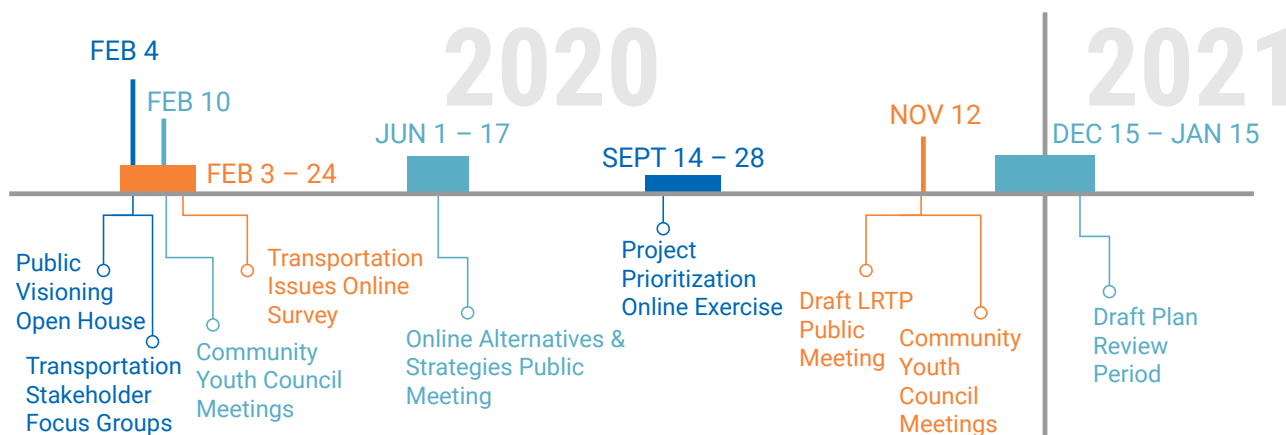 2020
2021
FEB 4
FEB 10
FEB 3 – 24
JUN 1 – 17
SEPT 14 – 28
NOV 12
DEC 15 – JAN 15
Public
Visioning
Open House
Transportation
Stakeholder
Focus Groups
Community
Youth Council
Meetings
Transportation
Issues Online
Survey
Online Alternatives &
Strategies Public
Meeting
Project
Prioritization
Online Exercise
Draft LRTP
Public
Meeting
Community
Youth
Council
Meetings
Draft Plan
Review
Period